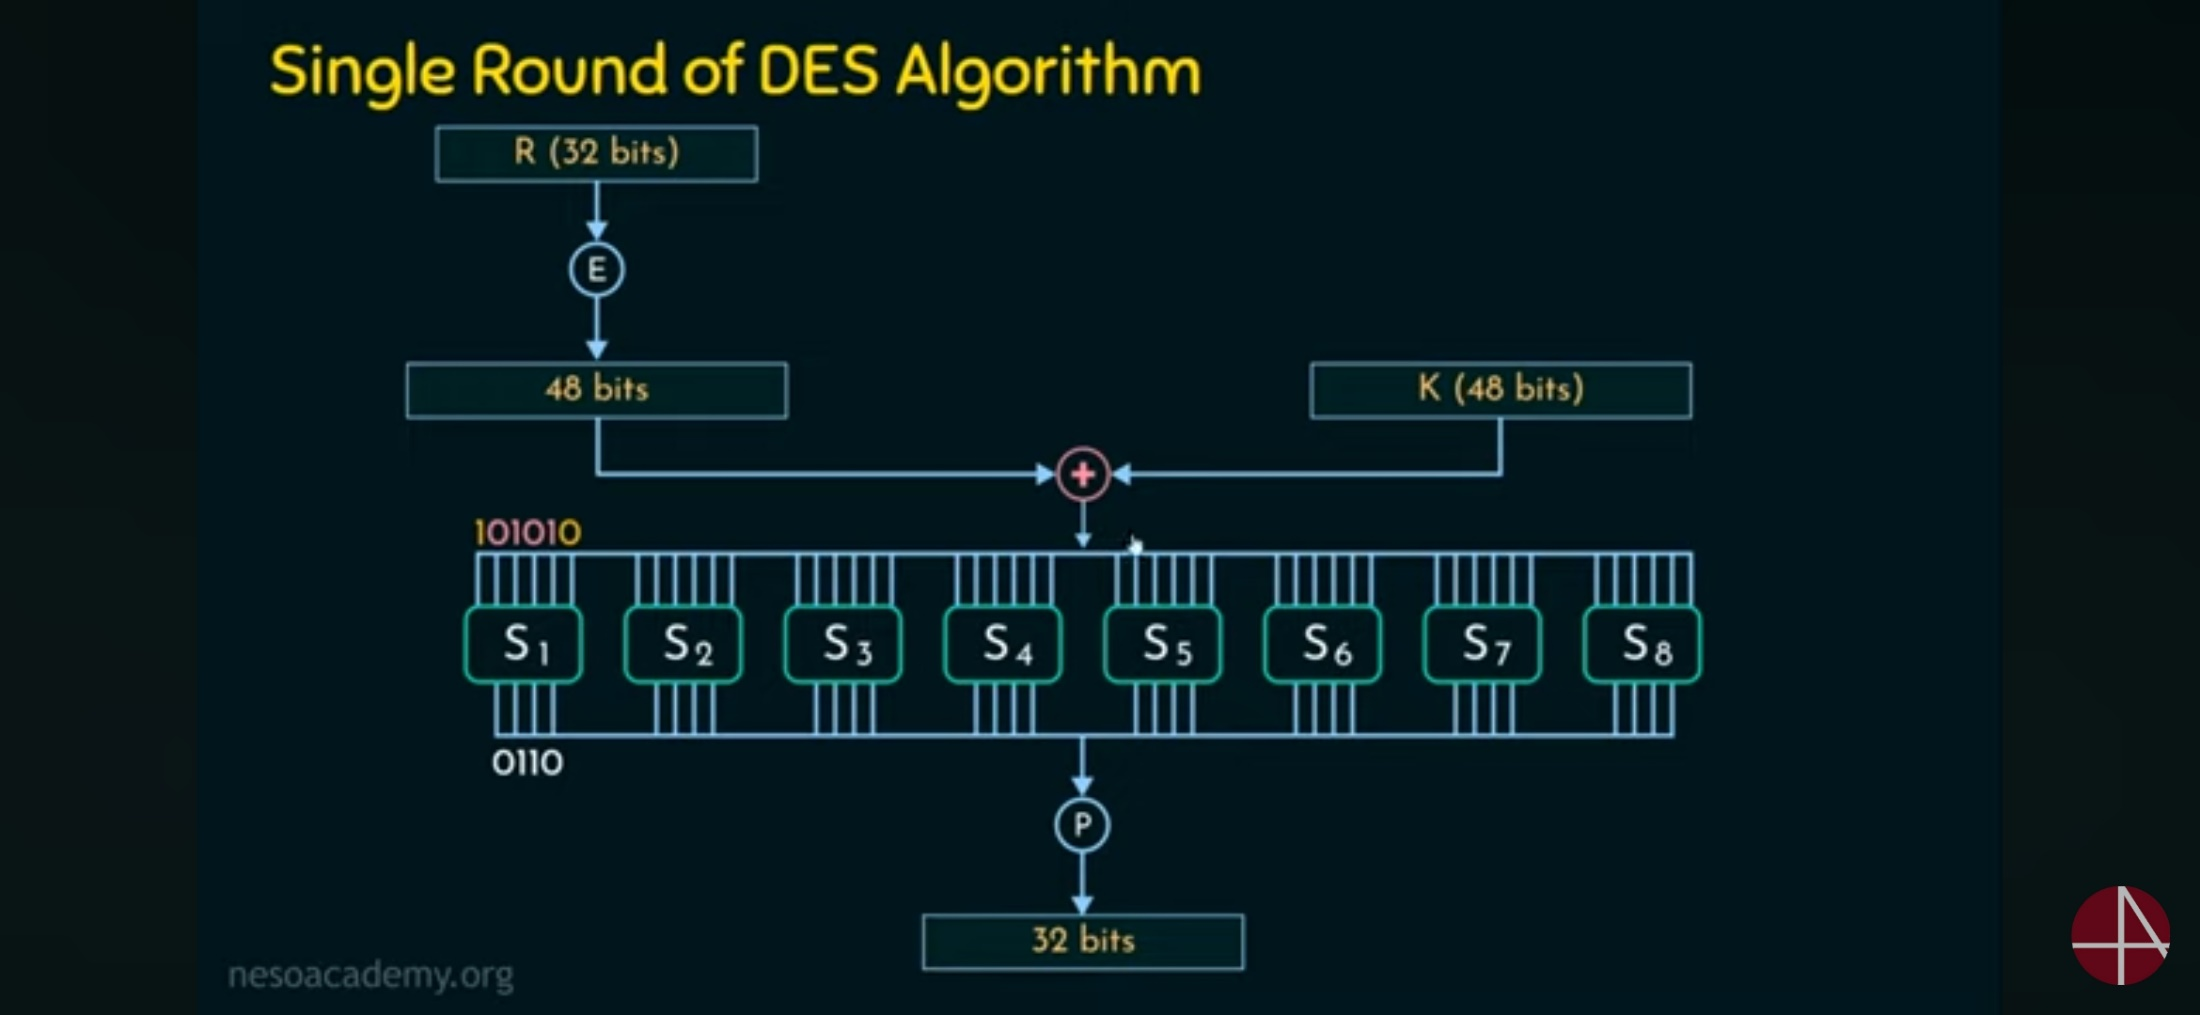 Single Round of DES Algorithm
R (32 bits)
E
48 bits
K (48 bits)
+
101010
S1 S2 S3 S4 S5 S6 S7 S8
0110
P
32 bits
nesoacademy.org